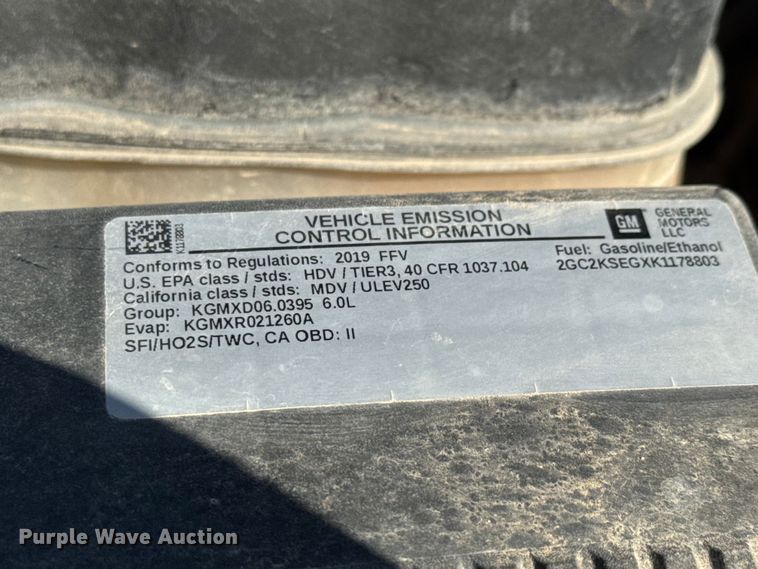 K1178803
VEHICLE EMISSION
CONTROL INFORMATION
GM
GENERAL
MOTORS
LLC
Conforms to Regulations: 2019 FFV
Fuel: Gasoline/Ethanol
U.S. EPA class / stds: HDV / TIER3, 40 CFR 1037.104
2GC2KSEGXK1178803
California class / stds: MDV / ULEV250
Group: KGMXD06.0395 6.0L
Evap: KGMXR021260A
SFI/HO2S/TWC, CA OBD: II
Purple Wave Auction®